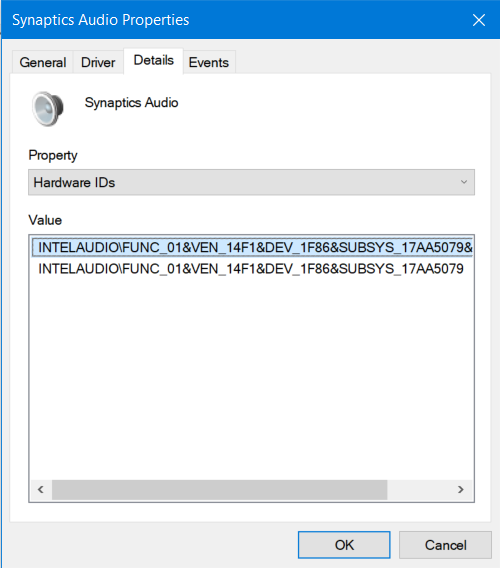 Synaptics Audio Properties
General Driver Details Events
Synaptics Audio
Property
Hardware IDs
Value
INTELAUDIO\FUNC_01&VEN_14F1&DEV_1F86&SUBSYS_17AA5079&
INTELAUDIO\FUNC_01&VEN_14F1&DEV_1F86&SUBSYS_17AA5079
OK Cancel